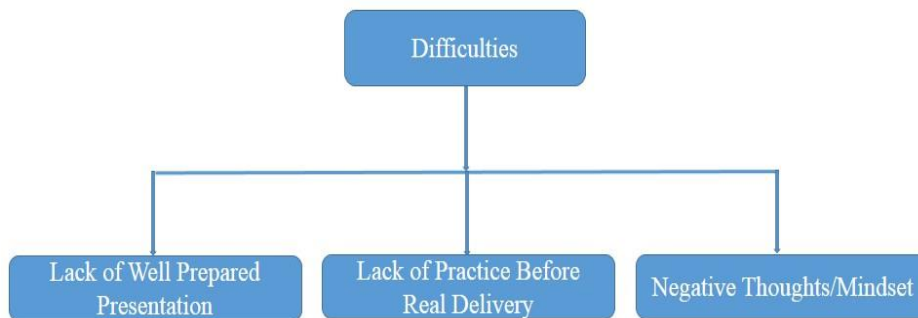 Difficulties
Lack of Well Prepared
Presentation
Lack of Practice Before
Real Delivery
Negative Thoughts/Mindset